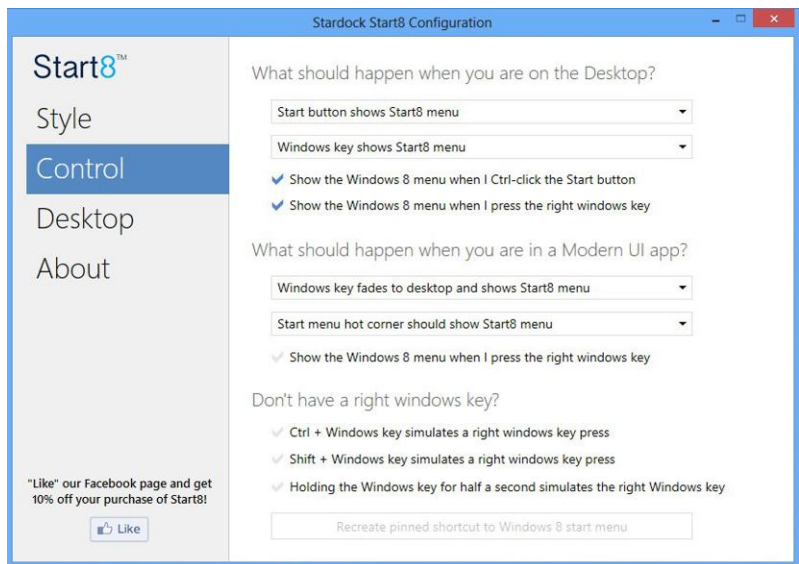 Stardock Start8 Configuration
Start8™
Style
Control
Desktop
About
"Like" our Facebook page and get
10% off your purchase of Start8!
Like
What should happen when you are on the Desktop?
Start button shows Start8 menu
Windows key shows Start8 menu
Show the Windows 8 menu when I Ctrl-click the Start button
Show the Windows 8 menu when I press the right windows key
What should happen when you are in a Modern UI app?
Windows key fades to desktop and shows Start8 menu
Start menu hot corner should show Start8 menu
Show the Windows 8 menu when I press the right windows key
Don't have a right windows key?
Ctrl + Windows key simulates a right windows key press
Shift + Windows key simulates a right windows key press
Holding the Windows key for half a second simulates the right Windows key
Recreate pinned shortcut to Windows 8 start menu